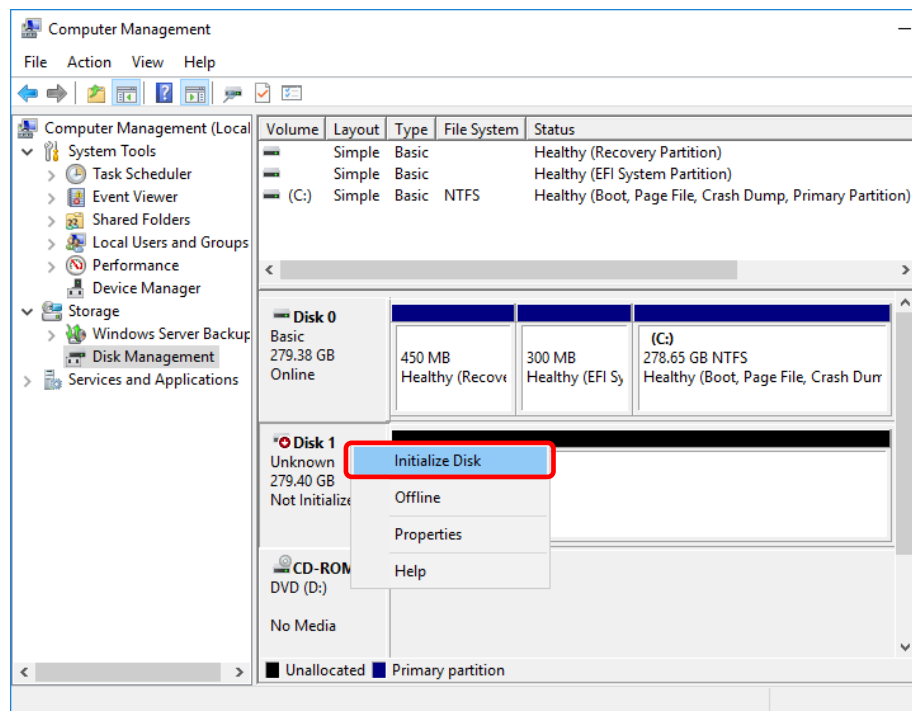 Computer Management
File Action View Help
Computer Management (Local
System Tools
Task Scheduler
Event Viewer
Shared Folders
Local Users and Groups
Performance
Device Manager
Storage
Windows Server Backup
Disk Management
Services and Applications
Volume Layout Type File System Status
Simple Basic Healthy (Recovery Partition)
Simple Basic Healthy (EFI System Partition)
(C:) Simple Basic NTFS Healthy (Boot, Page File, Crash Dump, Primary Partition)
Disk 0
Basic
279.38 GB
Online
450 MB
Healthy (Recove
300 MB
Healthy (EFI Sy
(C:)
278.65 GB NTFS
Healthy (Boot, Page File, Crash Dum
Disk 1
Unknown
279.40 GB
Not Initialize
Initialize Disk
Offline
Properties
Help
CD-ROM
DVD (D:)
No Media
Unallocated Primary partition